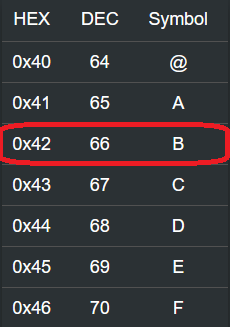 HEX DEC Symbol
0x40 64 @
0x41 65 A
0x42 66 B
0x43 67 C
0x44 68 D
0x45 69 E
0x46 70 F